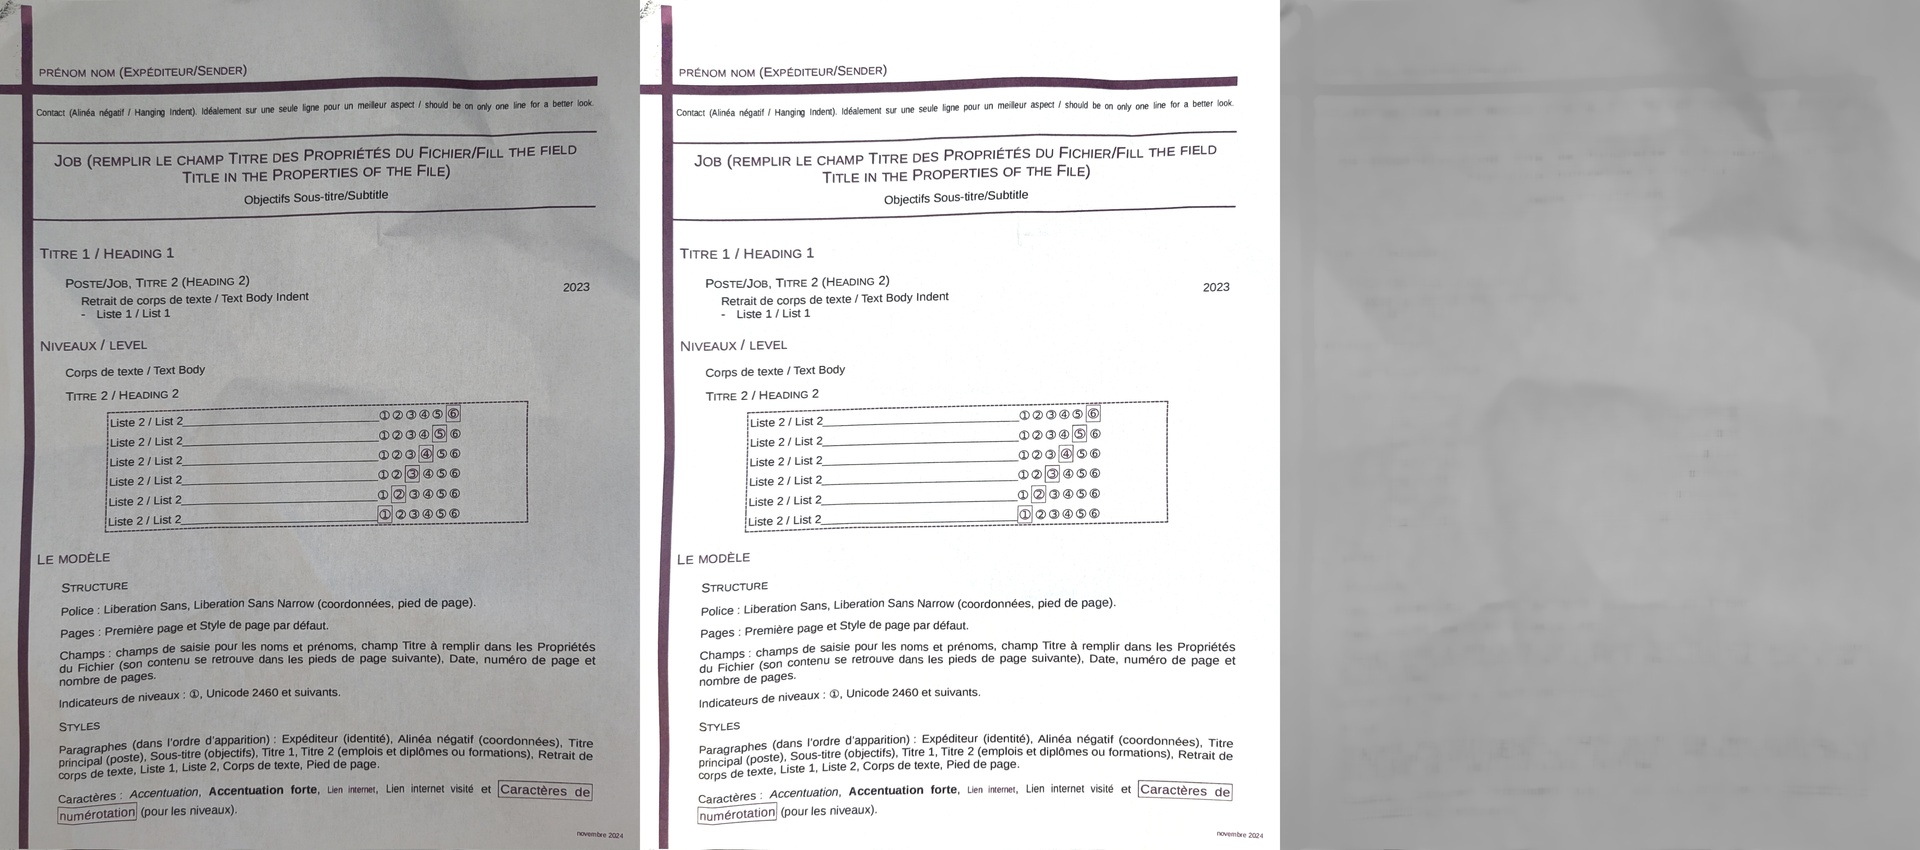 PRÉNOM NOM (EXPÉDITEUR/SENDER)
Contact (Alinéa négatif / Hanging Indent). Idéalement sur une seule ligne pour un meilleur aspect / should be on only one line for a better look.
JOB (REMPLIR LE CHAMP TITRE DES PROPRIÉTÉS DU FICHIER/FILL THE FIELD
TITLE IN THE PROPERTIES OF THE FILE)
Objectifs Sous-titre/Subtitle
TITRE 1 / HEADING 1
POSTE/JOB, TITRE 2 (HEADING 2)
2023
Retrait de corps de texte / Text Body Indent
- Liste 1 / List 1
NIVEAUX / LEVEL
Corps de texte / Text Body
TITRE 2 / HEADING 2
Liste 2 / List 2 ①②③④⑤⑥
Liste 2 / List 2 ①②③④⑤⑥
Liste 2 / List 2 ①②③④⑤⑥
Liste 2 / List 2 ①②③④⑤⑥
Liste 2 / List 2 ①②③④⑤⑥
Liste 2 / List 2 ①②③④⑤⑥
LE MODÈLE
STRUCTURE
Police : Liberation Sans, Liberation Sans Narrow (coordonnées, pied de page).
Pages : Première page et Style de page par défaut.
Champs : champs de saisie pour les noms et prénoms, champ Titre à remplir dans les Propriétés
du Fichier (son contenu se retrouve dans les pieds de page suivante), Date, numéro de page et
nombre de pages.
Indicateurs de niveaux : ①, Unicode 2460 et suivants.
STYLES
Paragraphes (dans l'ordre d'apparition) : Expéditeur (identité), Alinéa négatif (coordonnées), Titre
principal (poste), Sous-titre (objectifs), Titre 1, Titre 2 (emplois et diplômes ou formations), Retrait de
corps de texte, Liste 1, Liste 2, Corps de texte, Pied de page.
Caractères : Accentuation, Accentuation forte, Lien internet, Lien internet visité et Caractères de
numérotation (pour les niveaux).
novembre 2024
PRÉNOM NOM (EXPÉDITEUR/SENDER)
Contact (Alinéa négatif / Hanging Indent). Idéalement sur une seule ligne pour un meilleur aspect / should be on only one line for a better look.
JOB (REMPLIR LE CHAMP TITRE DES PROPRIÉTÉS DU FICHIER/FILL THE FIELD
TITLE IN THE PROPERTIES OF THE FILE)
Objectifs Sous-titre/Subtitle
TITRE 1 / HEADING 1
POSTE/JOB, TITRE 2 (HEADING 2)
2023
Retrait de corps de texte / Text Body Indent
- Liste 1 / List 1
NIVEAUX / LEVEL
Corps de texte / Text Body
TITRE 2 / HEADING 2
Liste 2 / List 2 ①②③④⑤⑥
Liste 2 / List 2 ①②③④⑤⑥
Liste 2 / List 2 ①②③④⑤⑥
Liste 2 / List 2 ①②③④⑤⑥
Liste 2 / List 2 ①②③④⑤⑥
Liste 2 / List 2 ①②③④⑤⑥
LE MODÈLE
STRUCTURE
Police : Liberation Sans, Liberation Sans Narrow (coordonnées, pied de page).
Pages : Première page et Style de page par défaut.
Champs : champs de saisie pour les noms et prénoms, champ Titre à remplir dans les Propriétés
du Fichier (son contenu se retrouve dans les pieds de page suivante), Date, numéro de page et
nombre de pages.
Indicateurs de niveaux : ①, Unicode 2460 et suivants.
STYLES
Paragraphes (dans l'ordre d'apparition) : Expéditeur (identité), Alinéa négatif (coordonnées), Titre
principal (poste), Sous-titre (objectifs), Titre 1, Titre 2 (emplois et diplômes ou formations), Retrait de
corps de texte, Liste 1, Liste 2, Corps de texte, Pied de page.
Caractères : Accentuation, Accentuation forte, Lien internet, Lien internet visité et Caractères de
numérotation (pour les niveaux).
novembre 2024